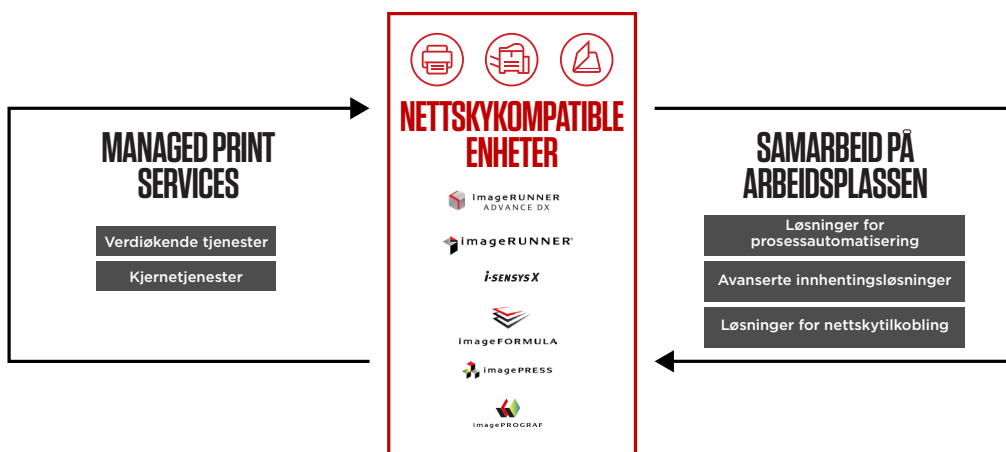 MANAGED PRINT
SERVICES
Verdiøkende tjenester
Kjernetjenester
NETTSKYKOMPATIBLE
ENHETER
imageRUNNER
ADVANCE DX
imageRUNNER
i-SENSYS X
imageFORMULA
imagePRESS
imagePROGRAF
SAMARBEID PÅ
ARBEIDSPLASSEN
Løsninger for
prosessautomatisering
Avanserte innhentingsløsninger
Løsninger for nettskytilkobling